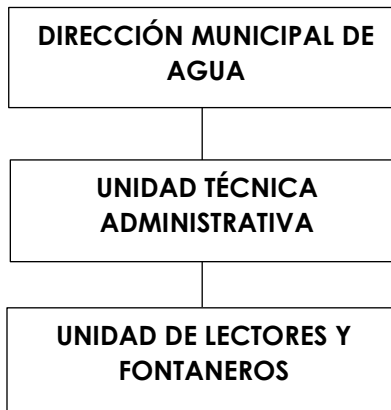 DIRECCIÓN MUNICIPAL DE
AGUA
UNIDAD TÉCNICA
ADMINISTRATIVA
UNIDAD DE LECTORES Y
FONTANEROS